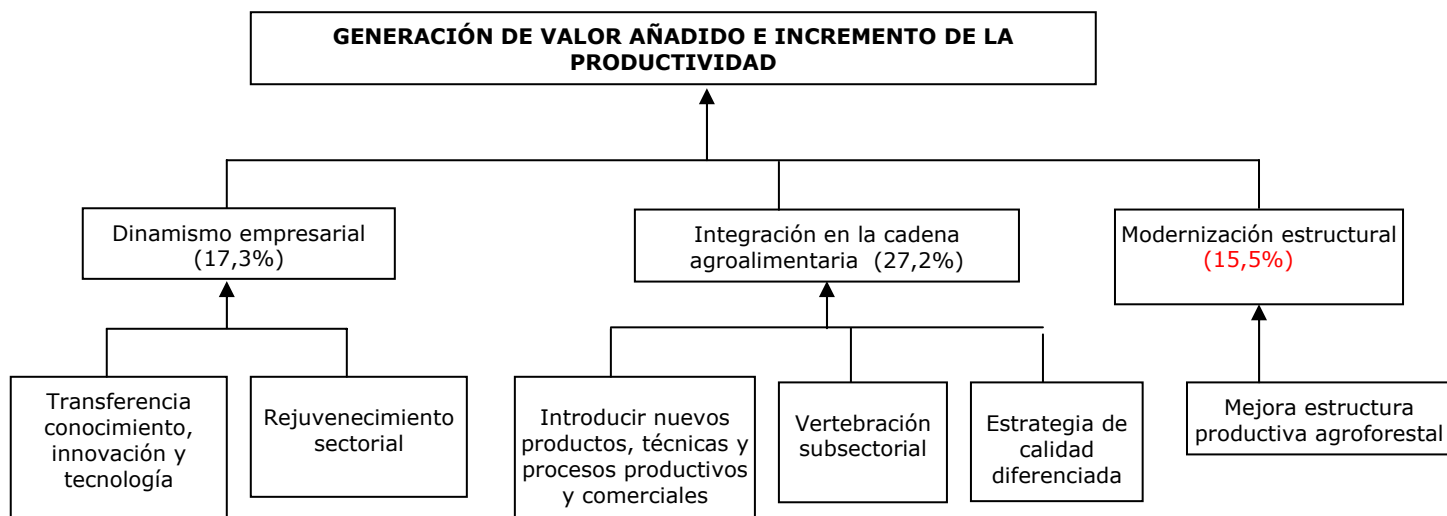 GENERACIÓN DE VALOR AÑADIDO E INCREMENTO DE LA
PRODUCTIVIDAD
Dinamismo empresarial
(17,3%)
Integración en la cadena
agroalimentaria (27,2%)
Modernización estructural
(15,5%)
Transferencia
conocimiento,
innovación y
tecnología
Rejuvenecimiento
sectorial
Introducir nuevos
productos, técnicas y
procesos productivos
y comerciales
Vertebración
subsectorial
Estrategia de
calidad
diferenciada
Mejora estructura
productiva agroforestal